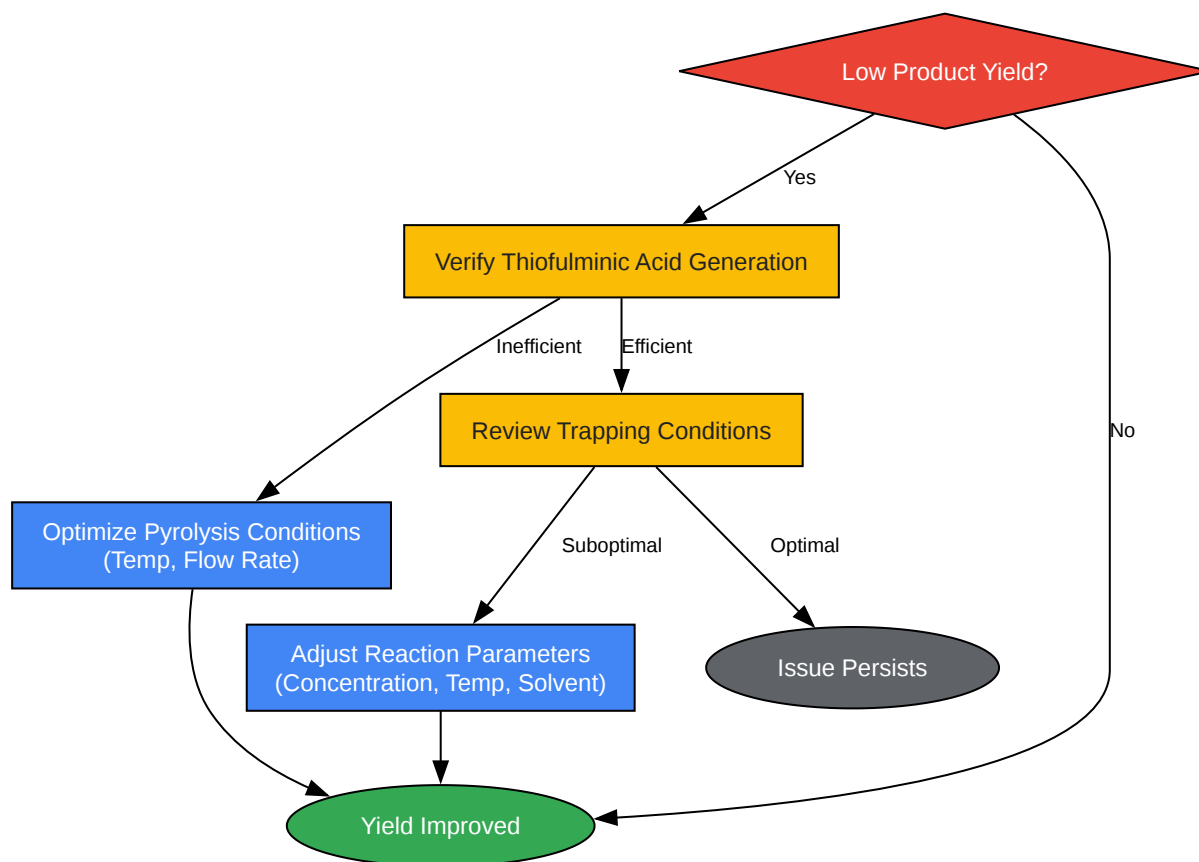 Low Product Yield?
Yes
Verify Thiofulminic Acid Generation
Inefficient
Efficient
Review Trapping Conditions
No
Optimize Pyrolysis Conditions
(Temp, Flow Rate)
Suboptimal
Optimal
Adjust Reaction Parameters
(Concentration, Temp, Solvent)
Issue Persists
Yield Improved